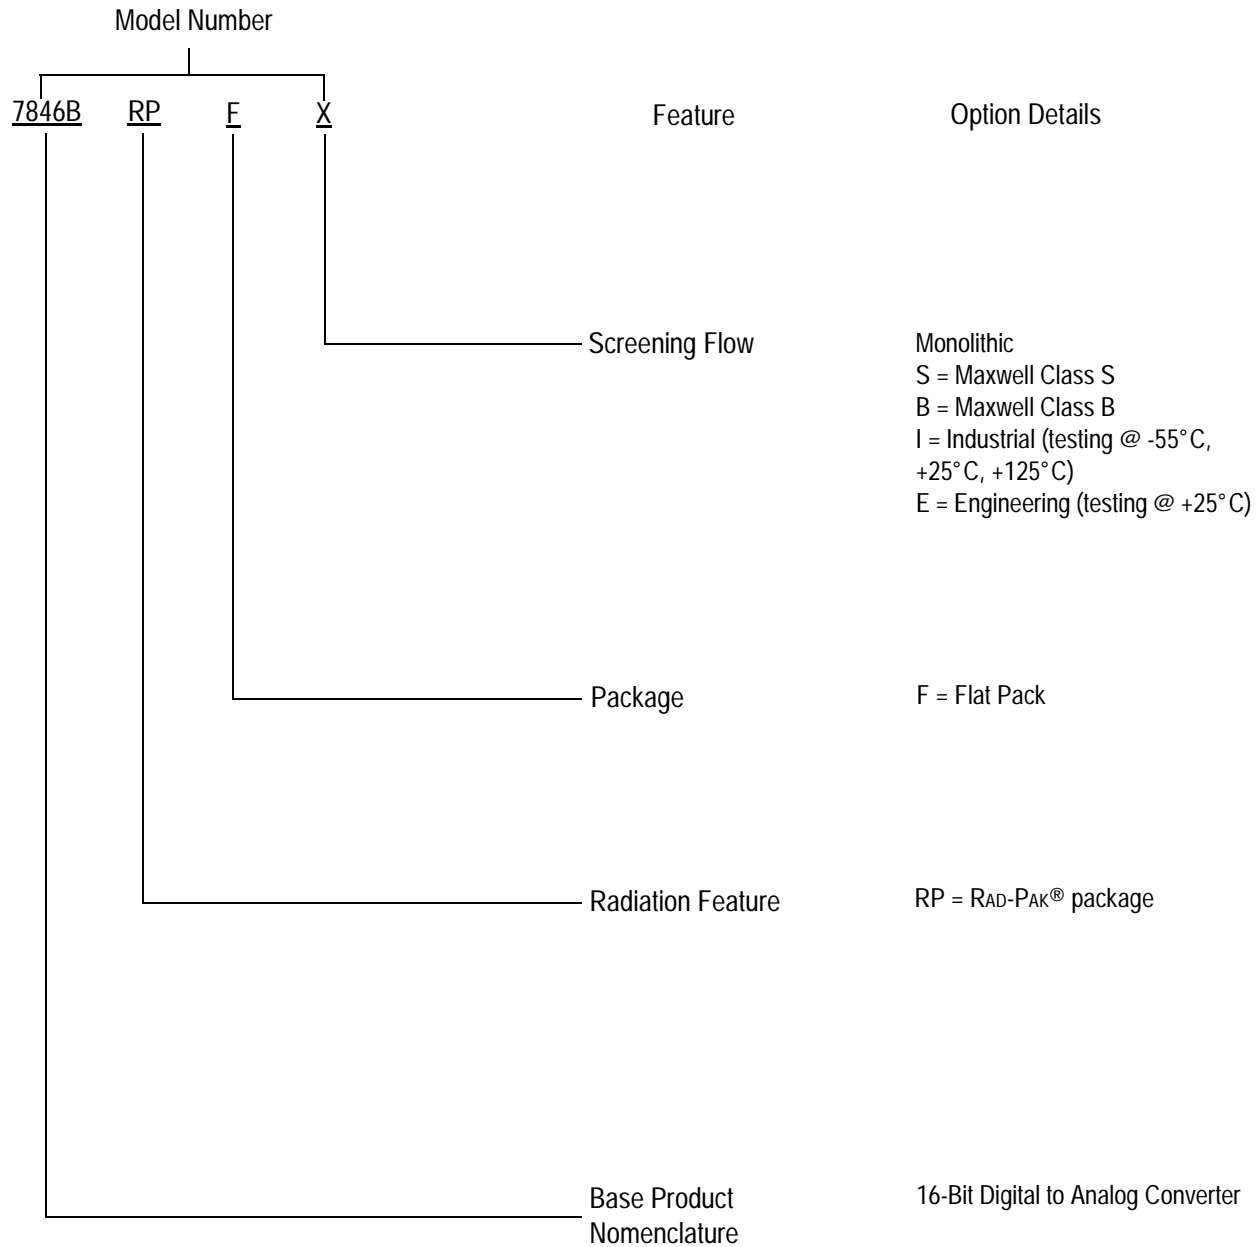 Model Number
7846B RP F X
Feature Option Details
Screening Flow
Monolithic
S = Maxwell Class S
B = Maxwell Class B
I = Industrial (testing @ -55°C,
+25°C, +125°C)
E = Engineering (testing @ +25°C)
Package
F = Flat Pack
Radiation Feature
RP = RAD-PAK® package
Base Product
Nomenclature
16-Bit Digital to Analog Converter